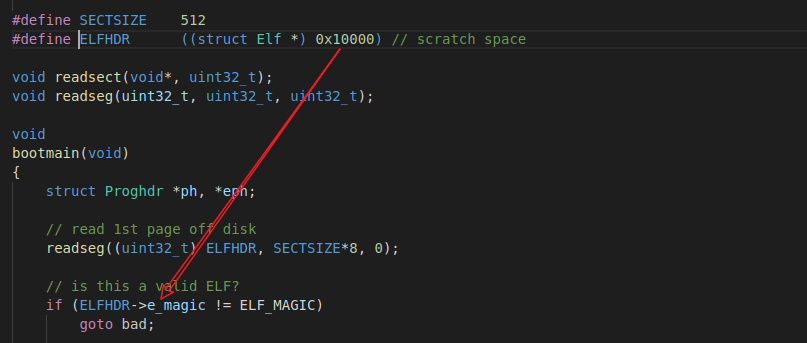 #define SECTSIZE    512
#define ELFHDR      ((struct Elf *) 0x10000) // scratch space
void readsect(void*, uint32_t);
void readseg(uint32_t, uint32_t, uint32_t);
void
bootmain(void)
{
    struct Proghdr *ph, *eph;
    // read 1st page off disk
    readseg((uint32_t) ELFHDR, SECTSIZE*8, 0);
    // is this a valid ELF?
    if (ELFHDR->e_magic != ELF_MAGIC)
        goto bad;